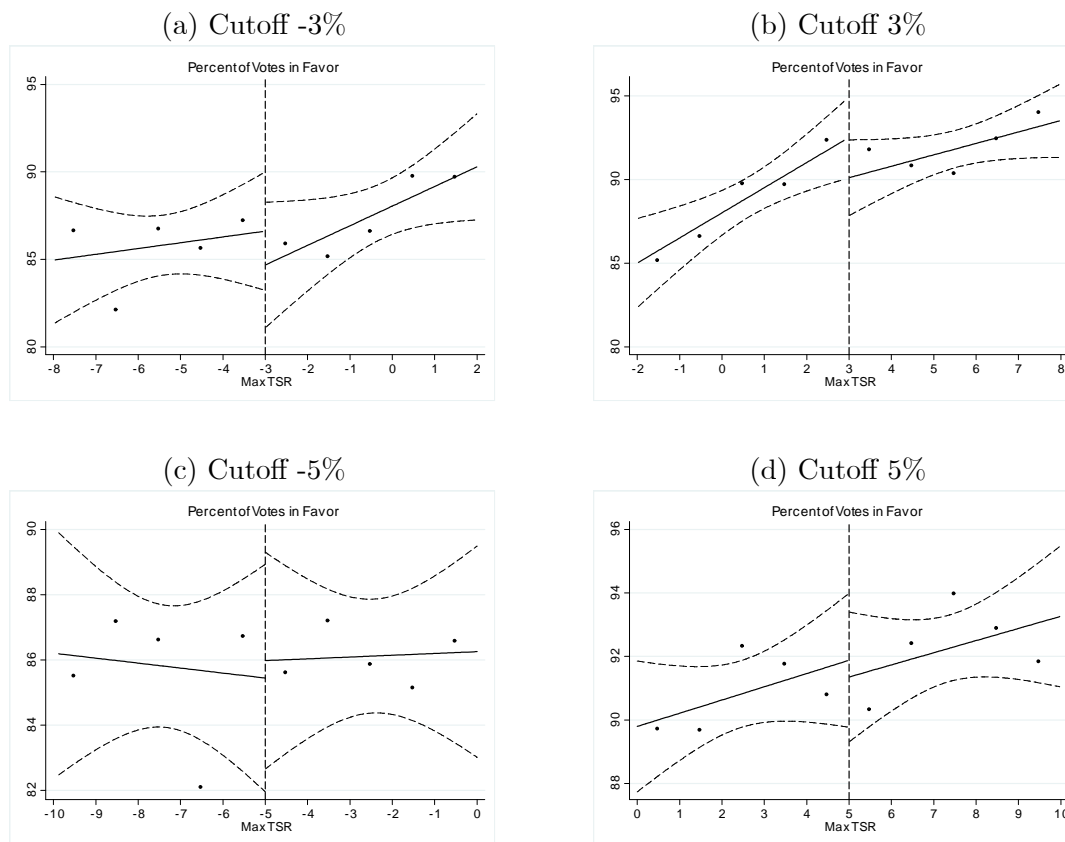 (a) Cutoff -3%
Percent of Votes in Favor
95
90
85
80
-8 -7 -6 -5 -4 -3 -2 -1 0 1 2
MaxTSR
(b) Cutoff 3%
Percent of Votes in Favor
95
90
85
80
-2 -1 0 1 2 3 4 5 6 7 8
MaxTSR
(c) Cutoff -5%
Percent of Votes in Favor
90
88
86
84
82
-10 -9 -8 -7 -6 -5 -4 -3 -2 -1 0
MaxTSR
(d) Cutoff 5%
Percent of Votes in Favor
96
94
92
90
88
0 1 2 3 4 5 6 7 8 9 10
MaxTSR